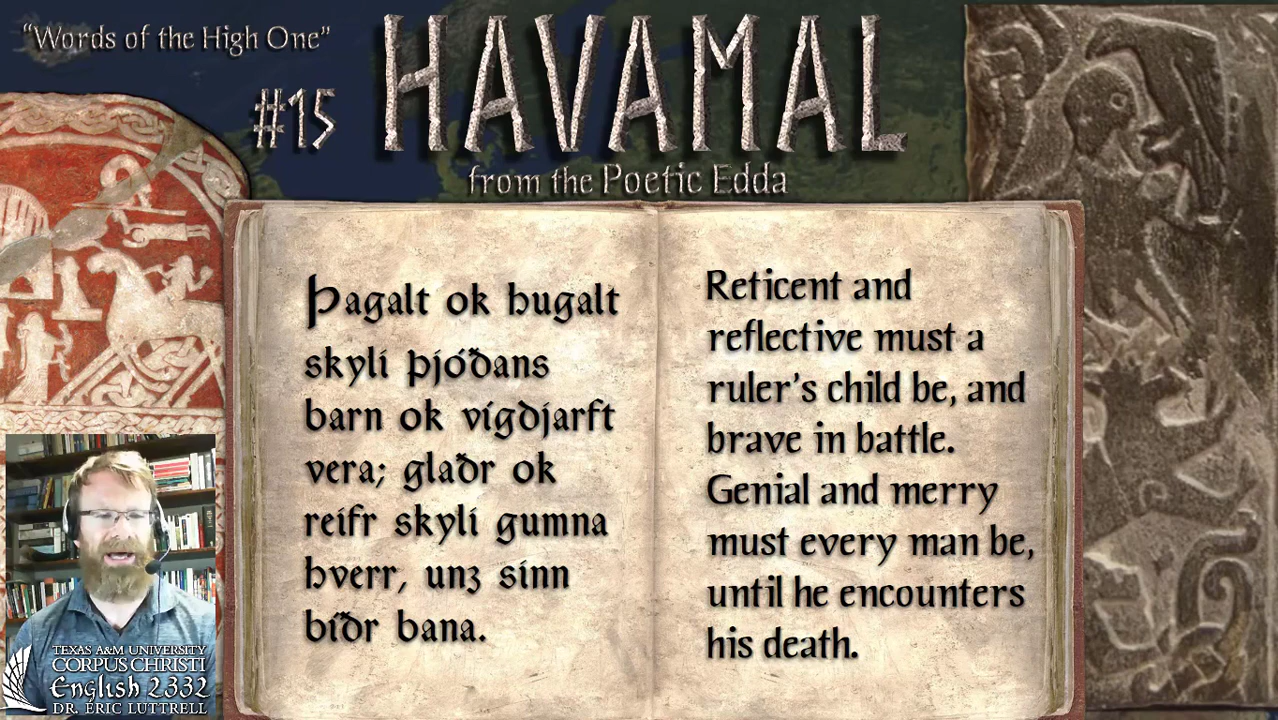 “Words of the High One”
#15
HAVAMAL
from the Poetic Edda
Þagalt ok hugalt
skyli þjóðans
barn ok vígdjarft
vera; glaðr ok
reifr skyli gumna
hverr, unz sinn
bíðr bana.
Reticent and
reflective must a
ruler’s child be, and
brave in battle.
Genial and merry
must every man be,
until he encounters
his death.
TEXAS A&M UNIVERSITY
CORPUS CHRISTI
English 2332
DR. ERIC LUTTRELL